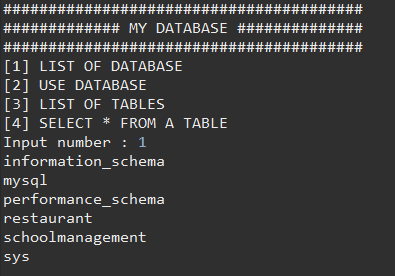 ########################################
############# MY DATABASE ##############
########################################
[1] LIST OF DATABASE
[2] USE DATABASE
[3] LIST OF TABLES
[4] SELECT * FROM A TABLE
Input number : 1
information_schema
mysql
performance_schema
restaurant
schoolmanagement
sys